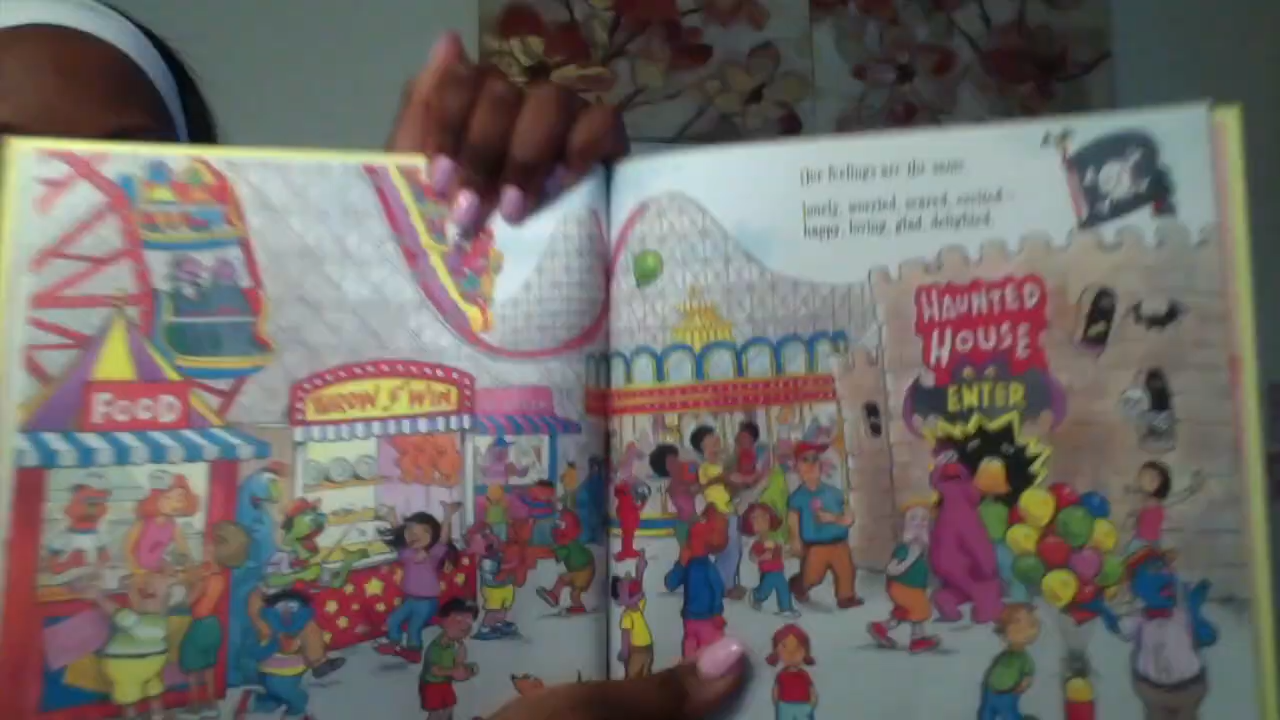 Our feelings are the same
lonely, worried, scared, excited -
happy, loving, glad, delighted.
HAUNTED
HOUSE
ENTER
FOOD
THROW N' WIN